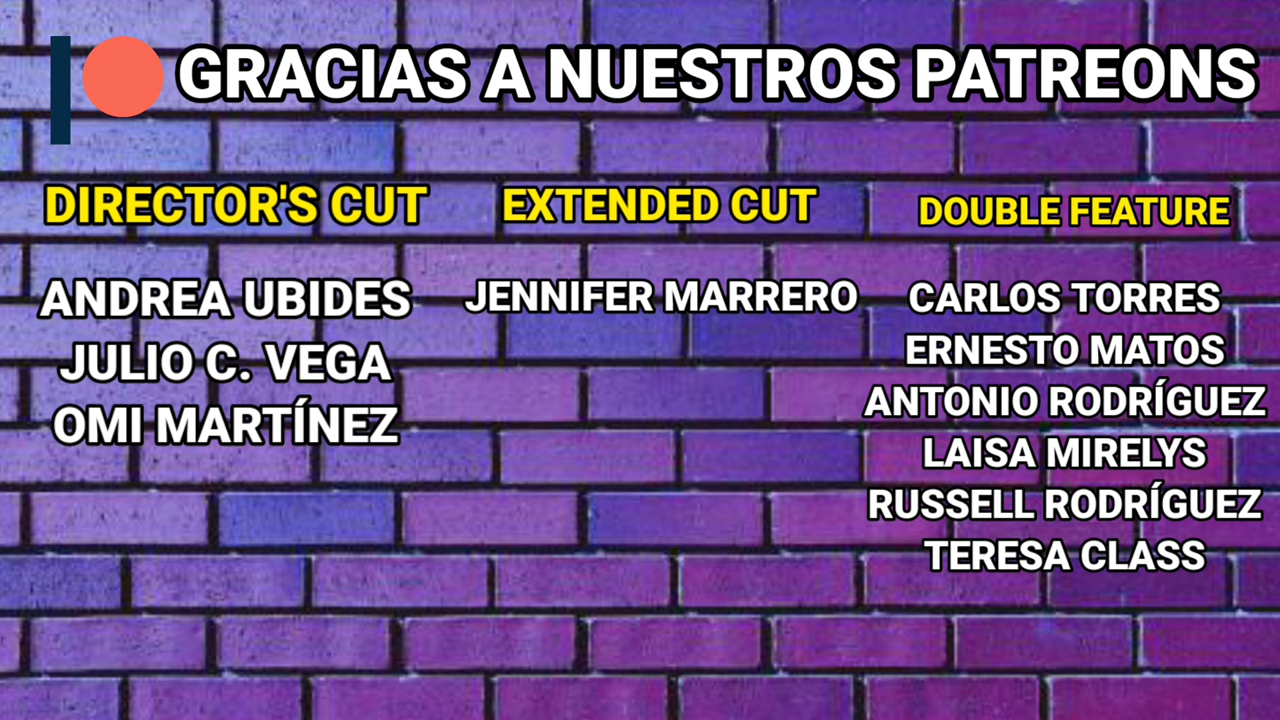 GRACIAS A NUESTROS PATREONS
DIRECTOR'S CUT
ANDREA UBIDES
JULIO C. VEGA
OMI MARTÍNEZ
EXTENDED CUT
JENNIFER MARRERO
DOUBLE FEATURE
CARLOS TORRES
ERNESTO MATOS
ANTONIO RODRÍGUEZ
LAISA MIRELYS
RUSSELL RODRÍGUEZ
TERESA CLASS